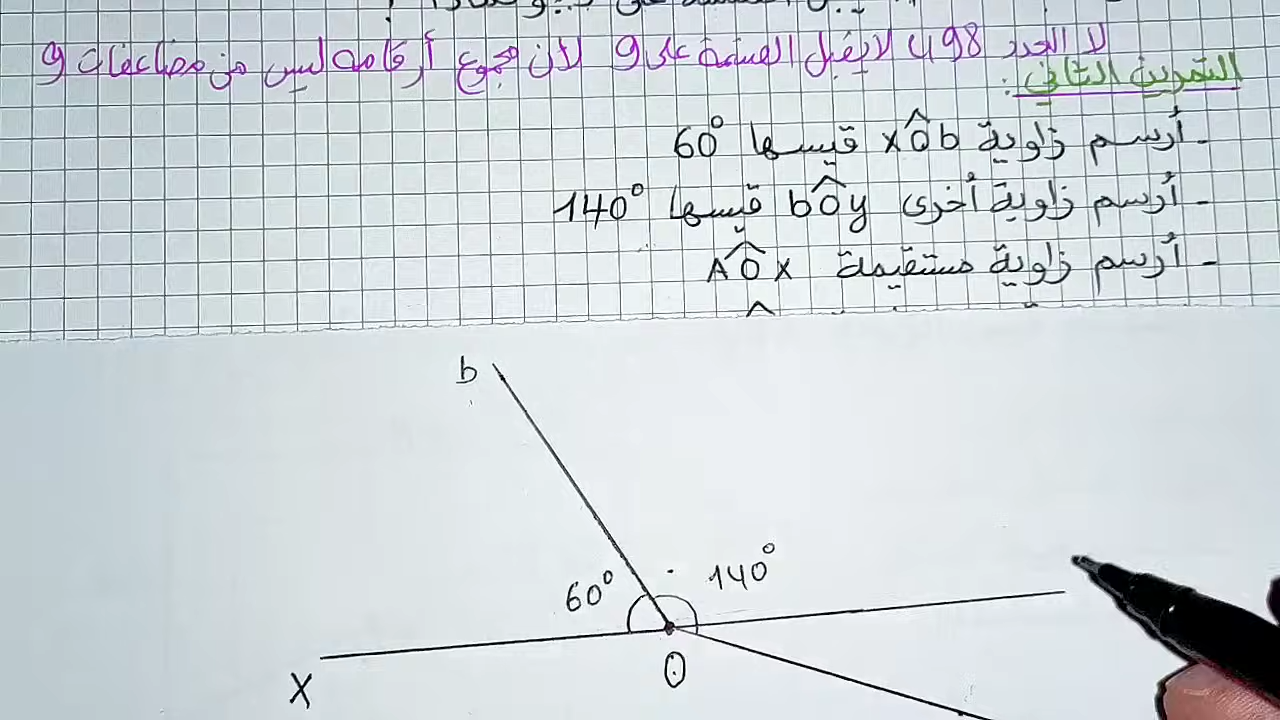 لا العدد 498 لا يقبل القسمة على 9 لأن مجموع أرقامه ليس من مضاعفات 9
التمرين الثاني:
- أرسم زاوية xÔb قيسها 60°
- أرسم زاوية أخرى bÔy قيسها 140°
- أرسم زاوية مستقيمة AÔx
b
60°
140°
X
O